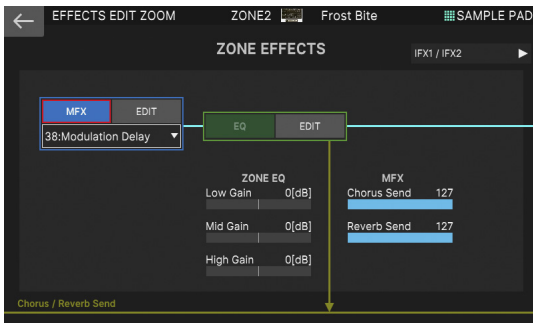 EFFECTS EDIT ZOOM ZONE2 Frost Bite SAMPLE PAD
ZONE EFFECTS
IFX1 / IFX2
MFX EDIT
38:Modulation Delay
EQ EDIT
ZONE EQ MFX
Low Gain 0[dB] Chorus Send 127
Mid Gain 0[dB] Reverb Send 127
High Gain 0[dB]
Chorus / Reverb Send